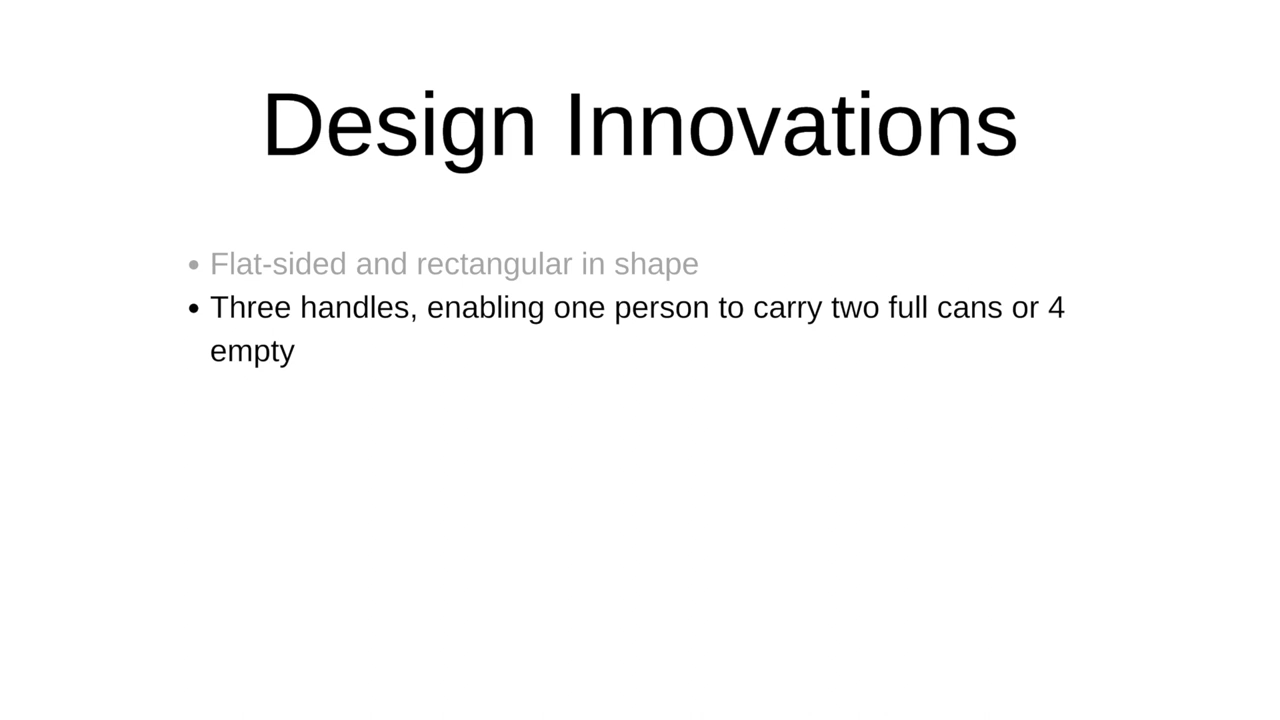 Design Innovations
• Flat-sided and rectangular in shape
• Three handles, enabling one person to carry two full cans or 4
empty